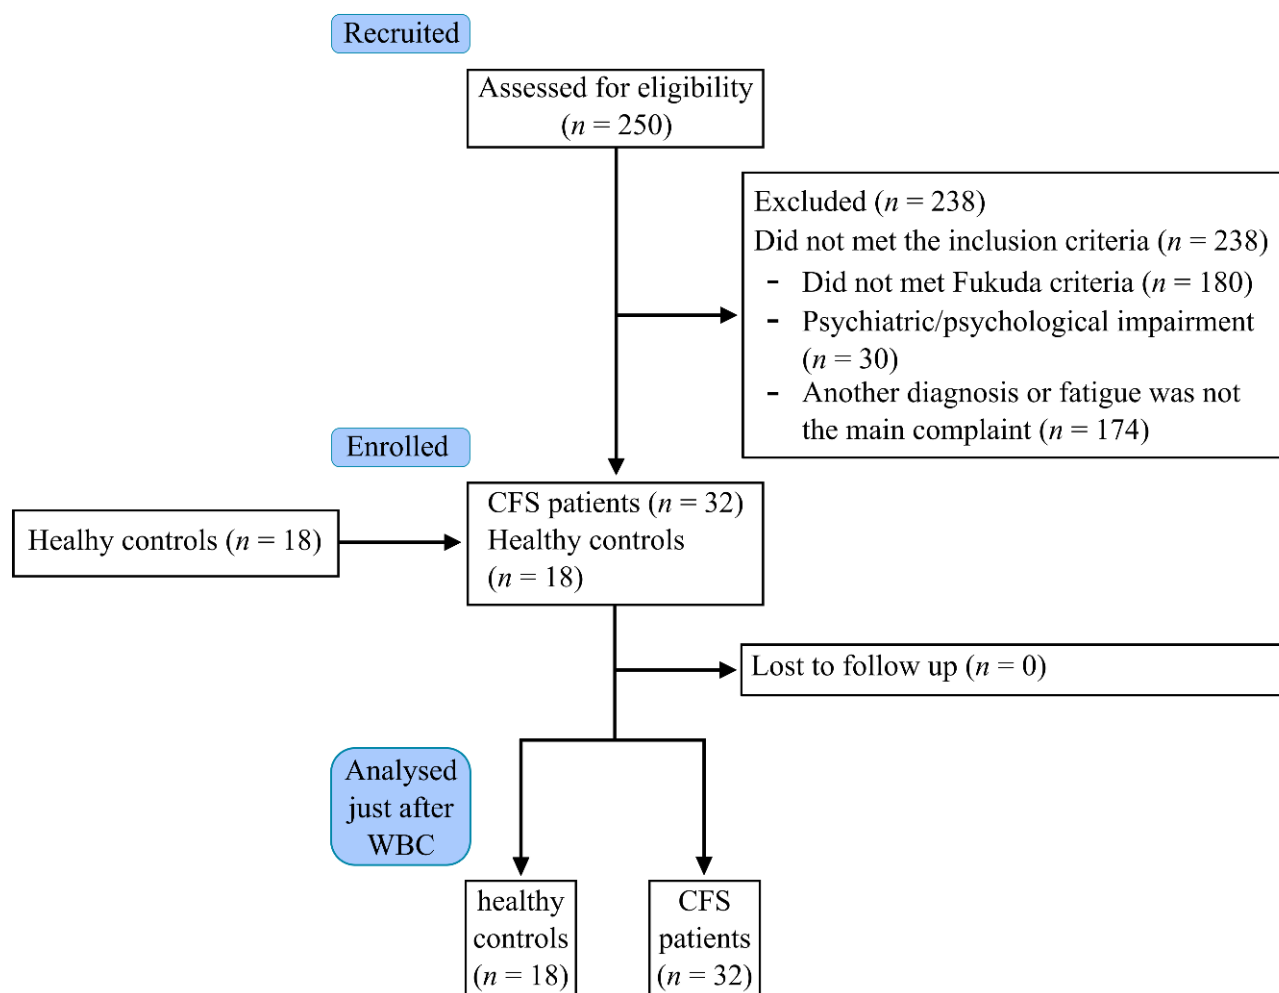 Recruited
Assessed for eligibility
(n = 250)
Excluded (n = 238)
Did not met the inclusion criteria (n = 238)
- Did not met Fukuda criteria (n = 180)
- Psychiatric/psychological impairment
(n = 30)
- Another diagnosis or fatigue was not
the main complaint (n = 174)
Enrolled
CFS patients (n = 32)
Healthy controls
(n = 18)
Healhy controls (n = 18)
Lost to follow up (n = 0)
Analysed
just after
WBC
healthy
controls
(n = 18)
CFS
patients
(n = 32)